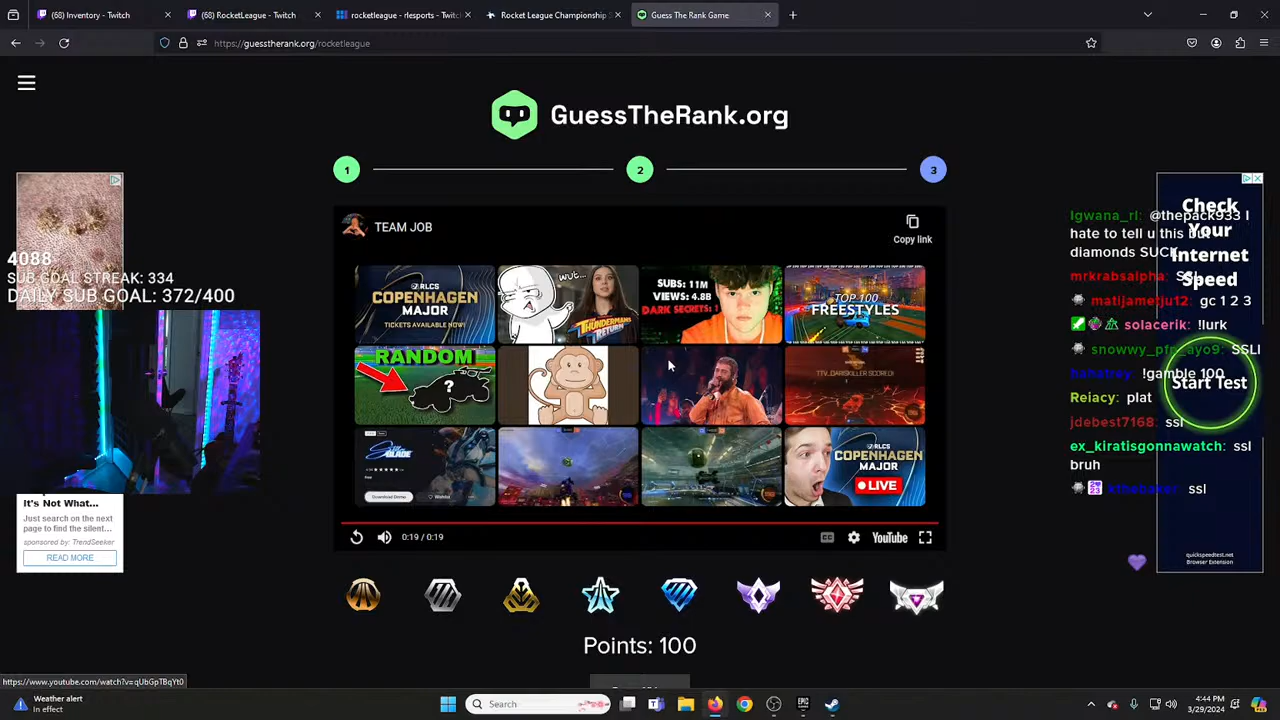 (68) Inventory - Twitch
(68) RocketLeague - Twitch
rocketleague - rlesports - Twitch
Rocket League Championship S
Guess The Rank Game
https://guesstherank.org/rocketleague
GuessTheRank.org
1
2
3
TEAM JOB
Copy link
RLCS
COPENHAGEN
MAJOR
TICKETS AVAILABLE NOW!
WUT...
THE THUNDERMANS
RETURN
SUBS: 11M
VIEWS: 4.8B
DARK SECRETS:
TOP 100
FREESTYLES
RANDOM
?
COPENHAGEN
MAJOR
LIVE
0:19 / 0:19
CC
YouTube
Points: 100
4088
SUB GOAL STREAK: 334
DAILY SUB GOAL: 372/400
It's Not What...
Just search on the next
page to find the silent...
sponsored by: TrendSeeker
READ MORE
Check
Your
Internet
Speed
Start Test
quickspeedtest.net
Browser Extension
lgwana_rl: @thepack933 I
hate to tell u this but
diamonds SUCK
mrkrabsalpha: SSL
matijametju12: gc 1 2 3
solacerik: !lurk
SSLl
!gamble 100
Reiacy: plat
jdebest7168: ssl
ex_kiratisgonnawatch: ssl
bruh
ssl
https://www.youtube.com/watch?v=qUbGpTBqYt0
Weather alert
In effect
Search
4:44 PM
3/29/2024